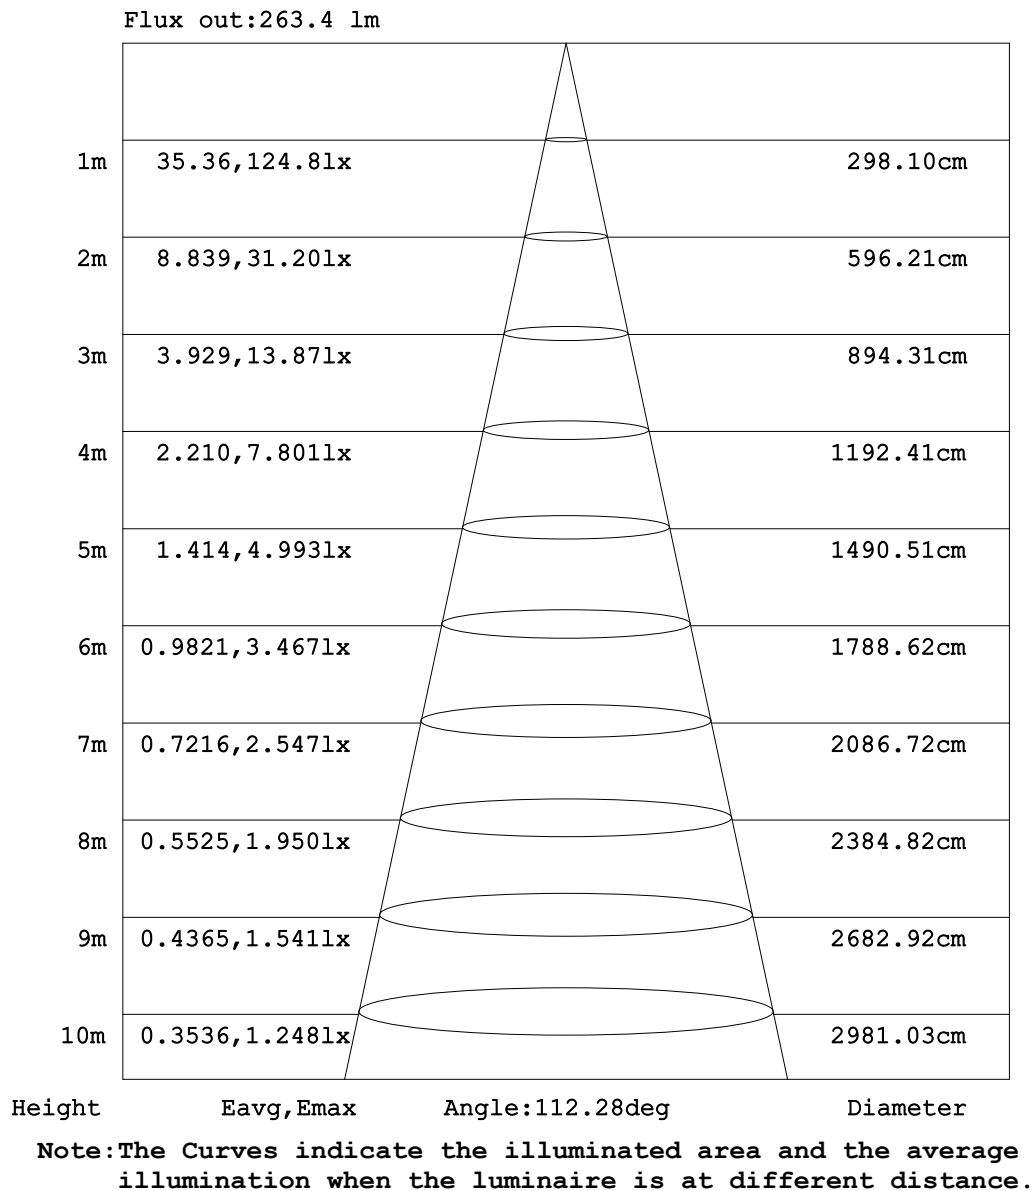 Flux out:263.4 lm
1m 35.36,124.8lx 298.10cm
2m 8.839,31.20lx 596.21cm
3m 3.929,13.87lx 894.31cm
4m 2.210,7.801lx 1192.41cm
5m 1.414,4.993lx 1490.51cm
6m 0.9821,3.467lx 1788.62cm
7m 0.7216,2.547lx 2086.72cm
8m 0.5525,1.950lx 2384.82cm
9m 0.4365,1.541lx 2682.92cm
10m 0.3536,1.248lx 2981.03cm
Height Eavg,Emax Angle:112.28deg Diameter
Note:The Curves indicate the illuminated area and the average
illumination when the luminaire is at different distance.